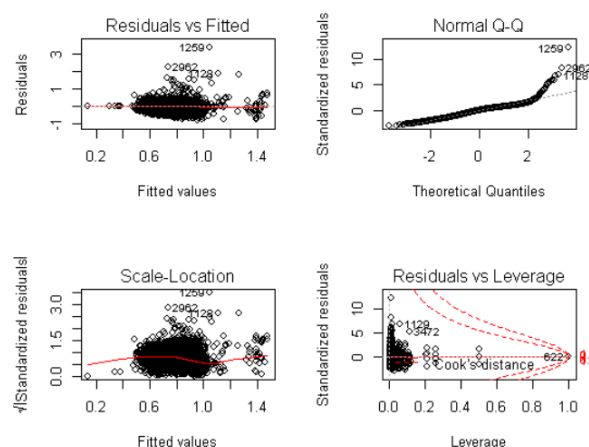 Residuals vs Fitted
Residuals
3
1
-1
1259
2962
1128
0.2 0.6 1.0 1.4
Fitted values
Normal Q-Q
Standardized residuals
10
5
0
1259
2962
1128
-2 0 2
Theoretical Quantiles
Scale-Location
√|Standardized residuals|
3.0
1.5
0.0
1259
2962
1128
0.2 0.6 1.0 1.4
Fitted values
Residuals vs Leverage
Standardized residuals
10
5
0
1129
3472
622
Cook's distance
0.0 0.2 0.4 0.6 0.8 1.0
Leverage